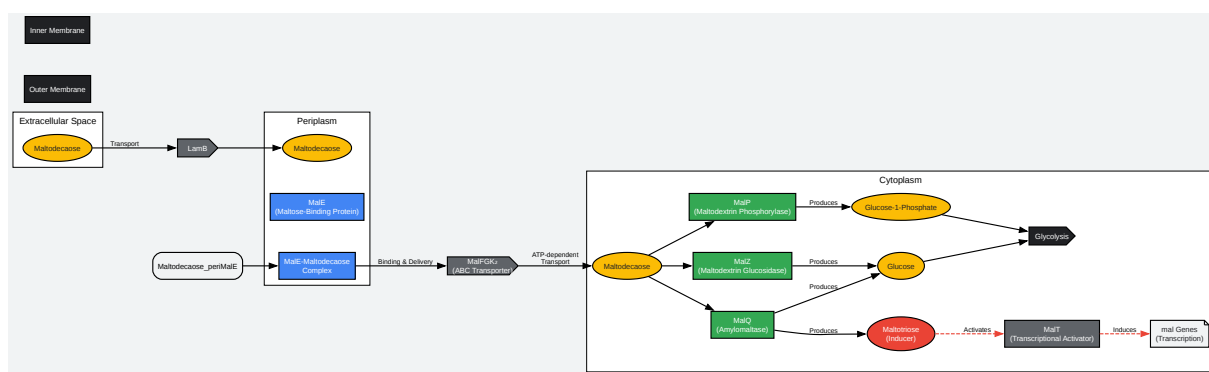 Inner Membrane
Outer Membrane
Extracellular Space
Maltodecaose
Transport
LamB
Periplasm
Maltodecaose
MalE
(Maltose-Binding Protein)
Maltodecaose_periMalE
MalE-Maltodecaose
Complex
Binding & Delivery
MalFGK₂
(ABC Transporter)
ATP-dependent
Transport
Cytoplasm
Maltodecaose
MalP
(Maltodextrin Phosphorylase)
Produces
Glucose-1-Phosphate
Glycolysis
MalZ
(Maltodextrin Glucosidase)
Produces
Glucose
Produces
MalQ
(Amylomaltase)
Produces
Maltotriose
(Inducer)
Activates
MalT
(Transcriptional Activator)
Induces
mal Genes
(Transcription)